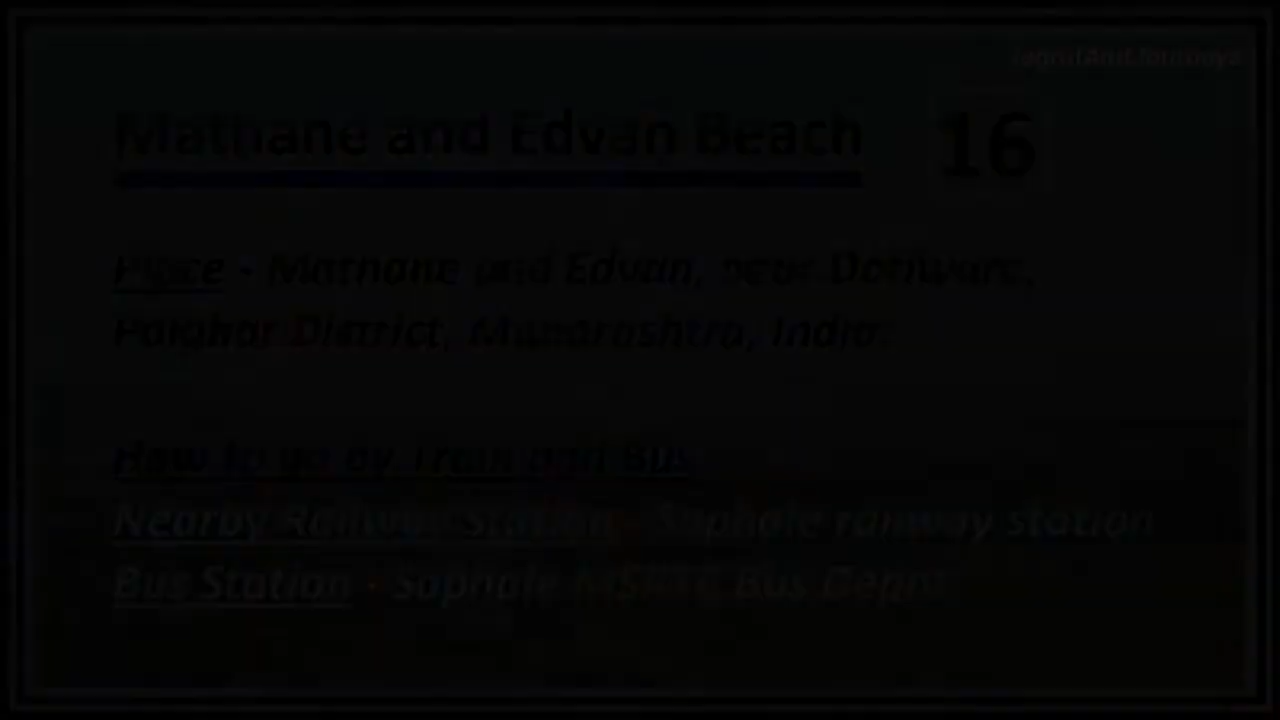 Mathane and Edvan Beach 16
Place - Mathane and Edvan, near
Palghar District, Maharashtra, India.
How to go by Train and Bus
Nearby Railway Station - Saphale railway station
Bus Station - Saphale MSRTC Bus Depot